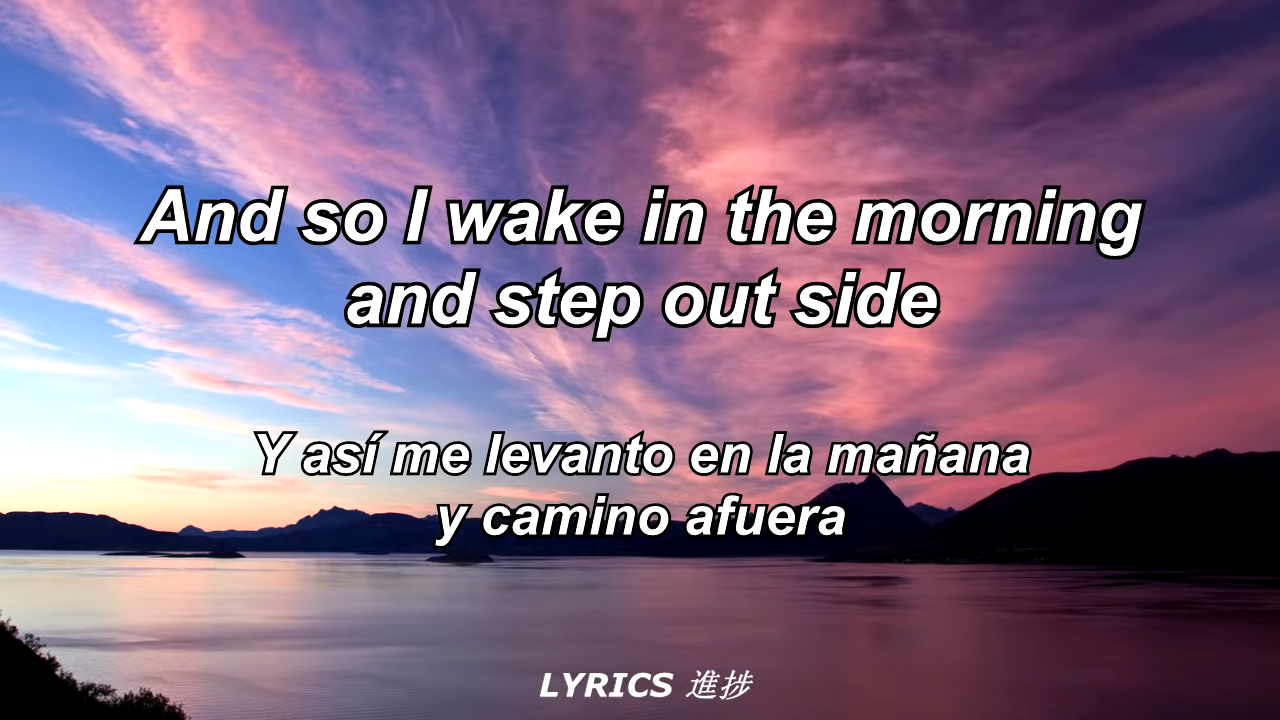 And so I wake in the morning
and step out side
Y así me levanto en la mañana
y camino afuera
LYRICS 進捗